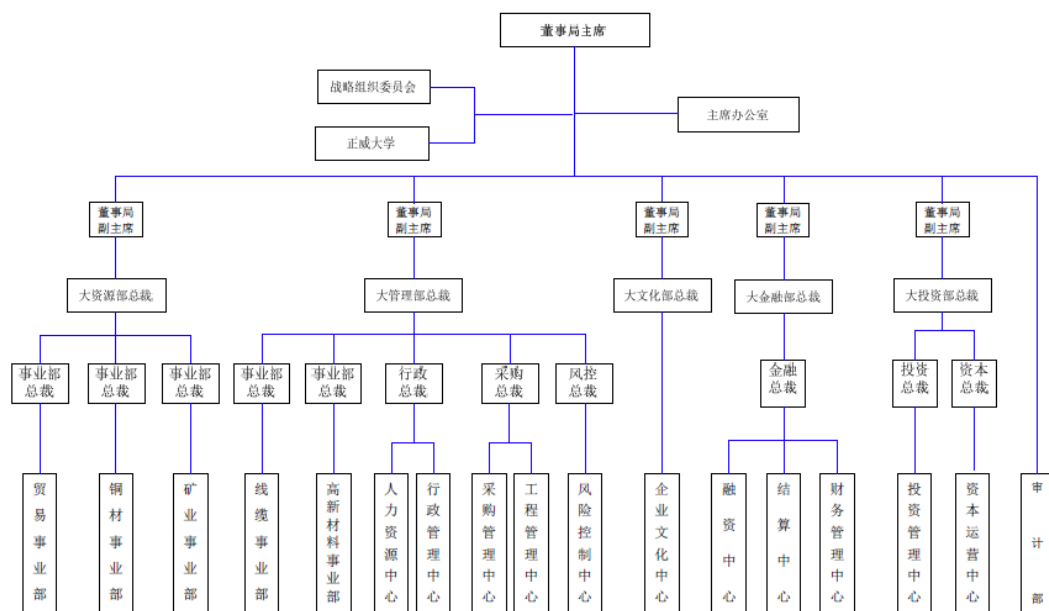 董事局主席
战略组织委员会
主席办公室
正威大学
董事局
副主席
董事局
副主席
董事局
副主席
董事局
副主席
董事局
副主席
大资源部总裁
大管理部总裁
大文化部总裁
大金融部总裁
大投资部总裁
事业部
总裁
事业部
总裁
事业部
总裁
事业部
总裁
事业部
总裁
行政
总裁
采购
总裁
风控
总裁
金融
总裁
投资
总裁
资本
总裁
贸易事业部
铜材事业部
矿业事业部
线缆事业部
高新材料事业部
人力资源中心
行政管理中心
采购管理中心
工程管理中心
风险控制中心
企业文化中心
融资中心
结算中心
财务管理中心
投资管理中心
资本运营中心
审计部